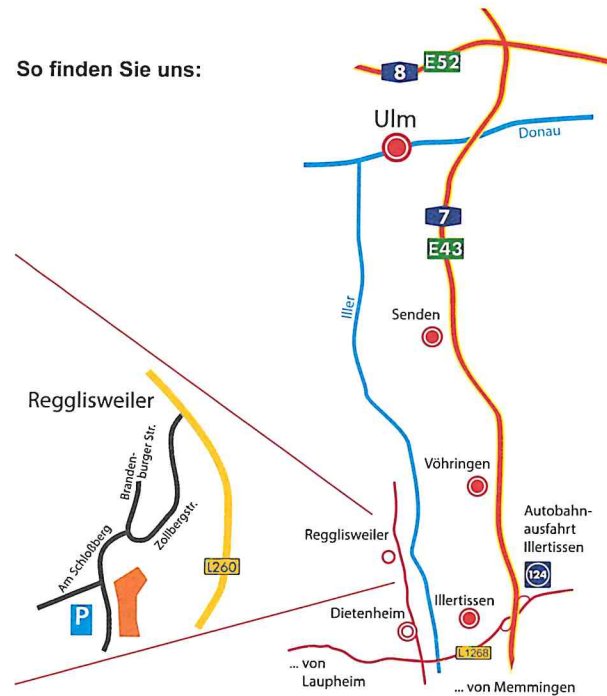 So finden Sie uns:
8
E52
Ulm
Donau
7
E43
Iller
Senden
Regglisweiler
Branden-
burger Str.
Zollbergstr.
Am Schloßberg
L260
P
Vöhringen
Autobahn-
ausfahrt
Illertissen
124
Regglisweiler
Dietenheim
Illertissen
L1268
... von
Laupheim
... von Memmingen